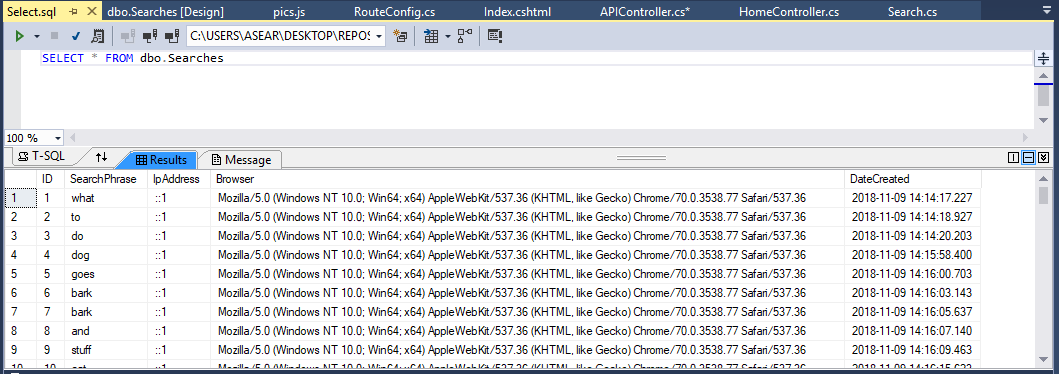 Select.sql dbo.Searches [Design] pics.js RouteConfig.cs Index.cshtml APIController.cs* HomeController.cs Search.cs
C:\USERS\ASEAR\DESKTOP\REPOS
SELECT * FROM dbo.Searches
100 %
T-SQL Results Message
ID SearchPhrase IpAddress Browser DateCreated
1 1 what ::1 Mozilla/5.0 (Windows NT 10.0; Win64; x64) AppleWebKit/537.36 (KHTML, like Gecko) Chrome/70.0.3538.77 Safari/537.36 2018-11-09 14:14:17.227
2 2 to ::1 Mozilla/5.0 (Windows NT 10.0; Win64; x64) AppleWebKit/537.36 (KHTML, like Gecko) Chrome/70.0.3538.77 Safari/537.36 2018-11-09 14:14:18.927
3 3 do ::1 Mozilla/5.0 (Windows NT 10.0; Win64; x64) AppleWebKit/537.36 (KHTML, like Gecko) Chrome/70.0.3538.77 Safari/537.36 2018-11-09 14:14:20.203
4 4 dog ::1 Mozilla/5.0 (Windows NT 10.0; Win64; x64) AppleWebKit/537.36 (KHTML, like Gecko) Chrome/70.0.3538.77 Safari/537.36 2018-11-09 14:15:58.400
5 5 goes ::1 Mozilla/5.0 (Windows NT 10.0; Win64; x64) AppleWebKit/537.36 (KHTML, like Gecko) Chrome/70.0.3538.77 Safari/537.36 2018-11-09 14:16:00.703
6 6 bark ::1 Mozilla/5.0 (Windows NT 10.0; Win64; x64) AppleWebKit/537.36 (KHTML, like Gecko) Chrome/70.0.3538.77 Safari/537.36 2018-11-09 14:16:03.143
7 7 bark ::1 Mozilla/5.0 (Windows NT 10.0; Win64; x64) AppleWebKit/537.36 (KHTML, like Gecko) Chrome/70.0.3538.77 Safari/537.36 2018-11-09 14:16:05.637
8 8 and ::1 Mozilla/5.0 (Windows NT 10.0; Win64; x64) AppleWebKit/537.36 (KHTML, like Gecko) Chrome/70.0.3538.77 Safari/537.36 2018-11-09 14:16:07.140
9 9 stuff ::1 Mozilla/5.0 (Windows NT 10.0; Win64; x64) AppleWebKit/537.36 (KHTML, like Gecko) Chrome/70.0.3538.77 Safari/537.36 2018-11-09 14:16:09.463